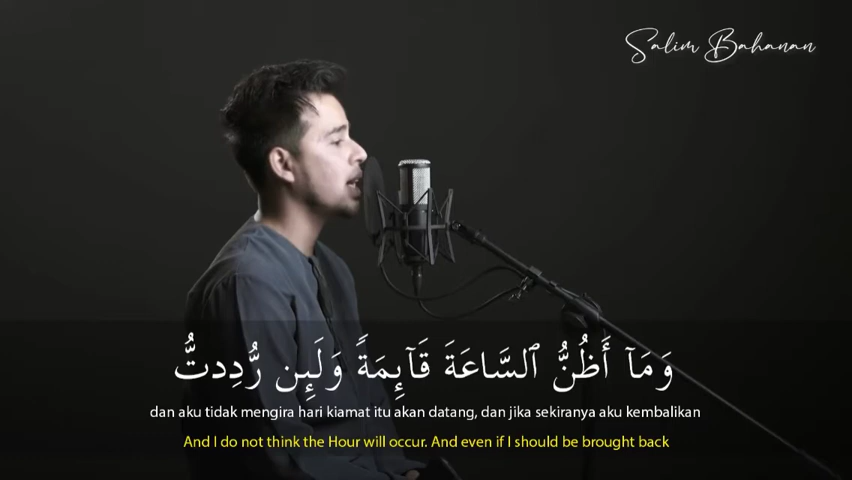 Salim Bahanan
وَمَآ أَظُنُّ ٱلسَّاعَةَ قَآئِمَةً وَلَئِن رُّدِدتُّ
dan aku tidak mengira hari kiamat itu akan datang, dan jika sekiranya aku kembalikan
And I do not think the Hour will occur. And even if I should be brought back